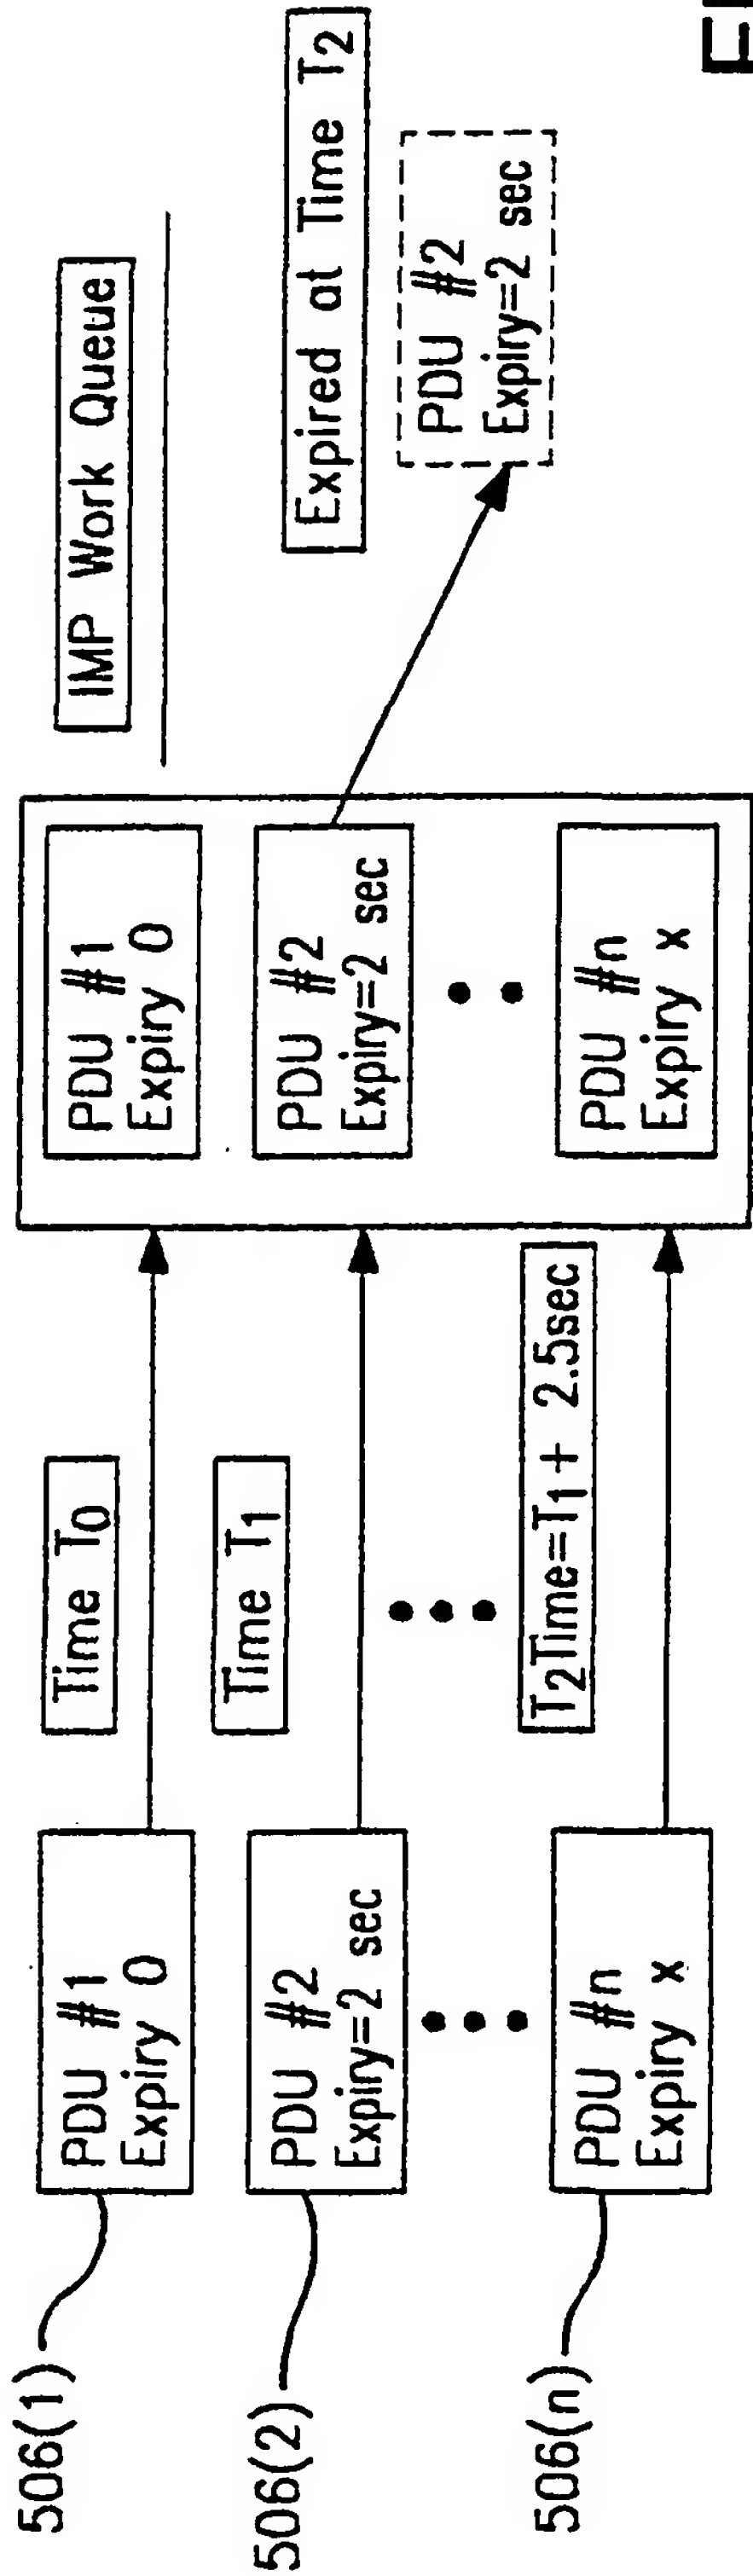 IMP Work Queue
506(1)
PDU #1
Expiry 0
Time T0
PDU #1
Expiry 0
Expired at Time T2
506(2)
PDU #2
Expiry=2 sec
Time T1
PDU #2
Expiry=2 sec
PDU #2
Expiry=2 sec
T2Time=T1+ 2.5sec
506(n)
PDU #n
Expiry x
PDU #n
Expiry x